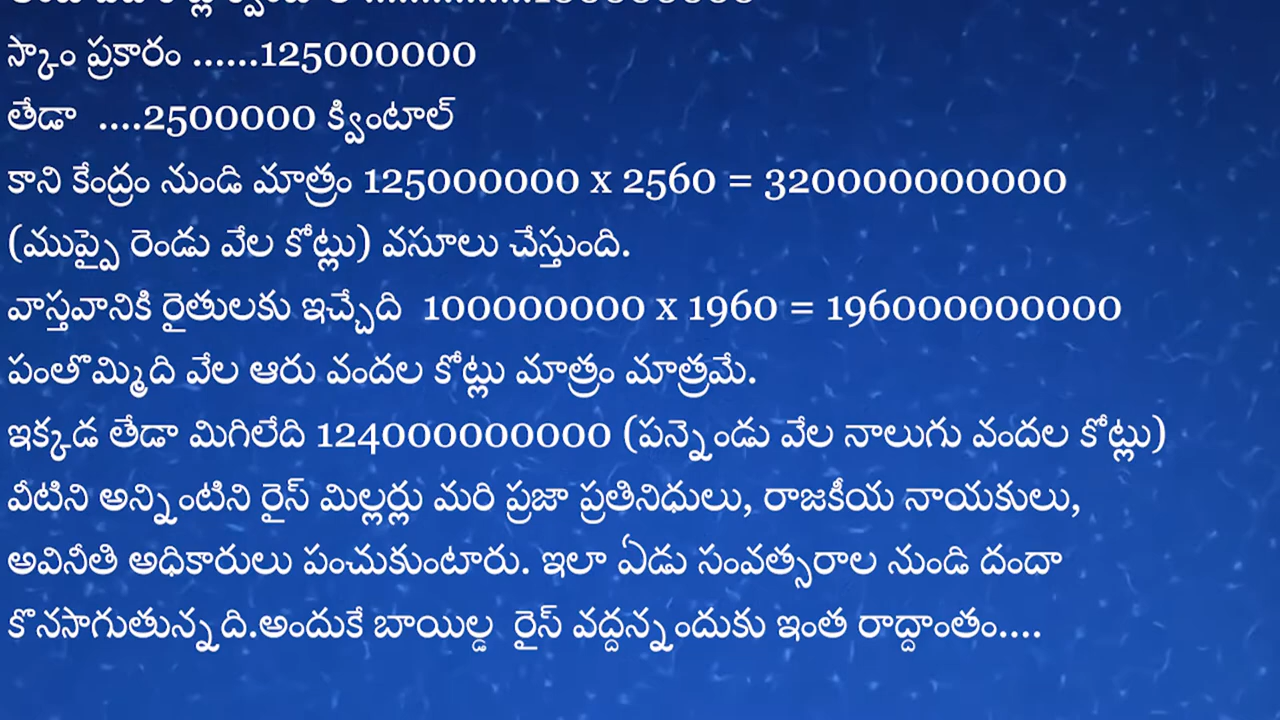 స్కాం ప్రకారం ......125000000
తేడా ....2500000 క్వింటాల్
కాని కేంద్రం నుండి మాత్రం 125000000 x 2560 = 320000000000
(ముప్పై రెండు వేల కోట్లు) వసూలు చేస్తుంది.
వాస్తవానికి రైతులకు ఇచ్చేది 100000000 x 1960 = 196000000000
పంతొమ్మిది వేల ఆరు వందల కోట్లు మాత్రం మాత్రమే.
ఇక్కడ తేడా మిగిలేది 124000000000 (పన్నెండు వేల నాలుగు వందల కోట్లు)
వీటిని అన్నింటిని రైస్ మిల్లర్లు మరి ప్రజా ప్రతినిధులు, రాజకీయ నాయకులు,
అవినీతి అధికారులు పంచుకుంటారు. ఇలా ఏడు సంవత్సరాల నుండి దందా
కొనసాగుతున్నది.అందుకే బాయిల్డ రైస్ వద్దన్నందుకు ఇంత రాద్దాంతం....